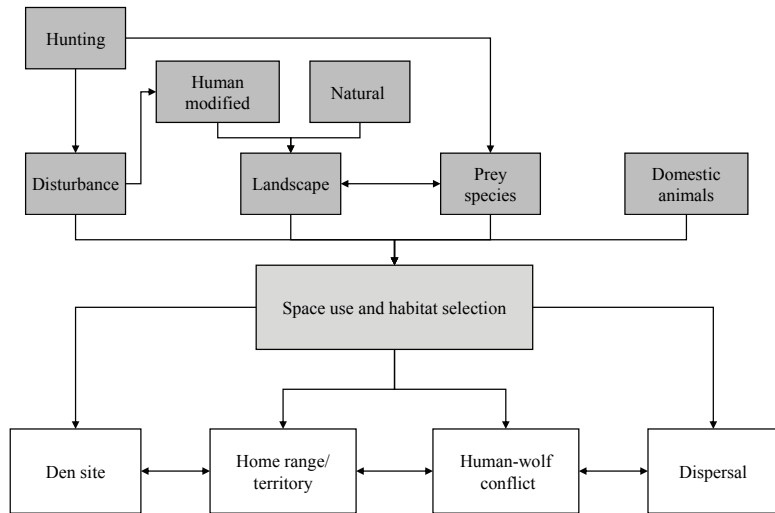 Hunting
Human
modified
Natural
Disturbance
Landscape
Prey
species
Domestic
animals
Space use and habitat selection
Den site
Home range/
territory
Human-wolf
conflict
Dispersal